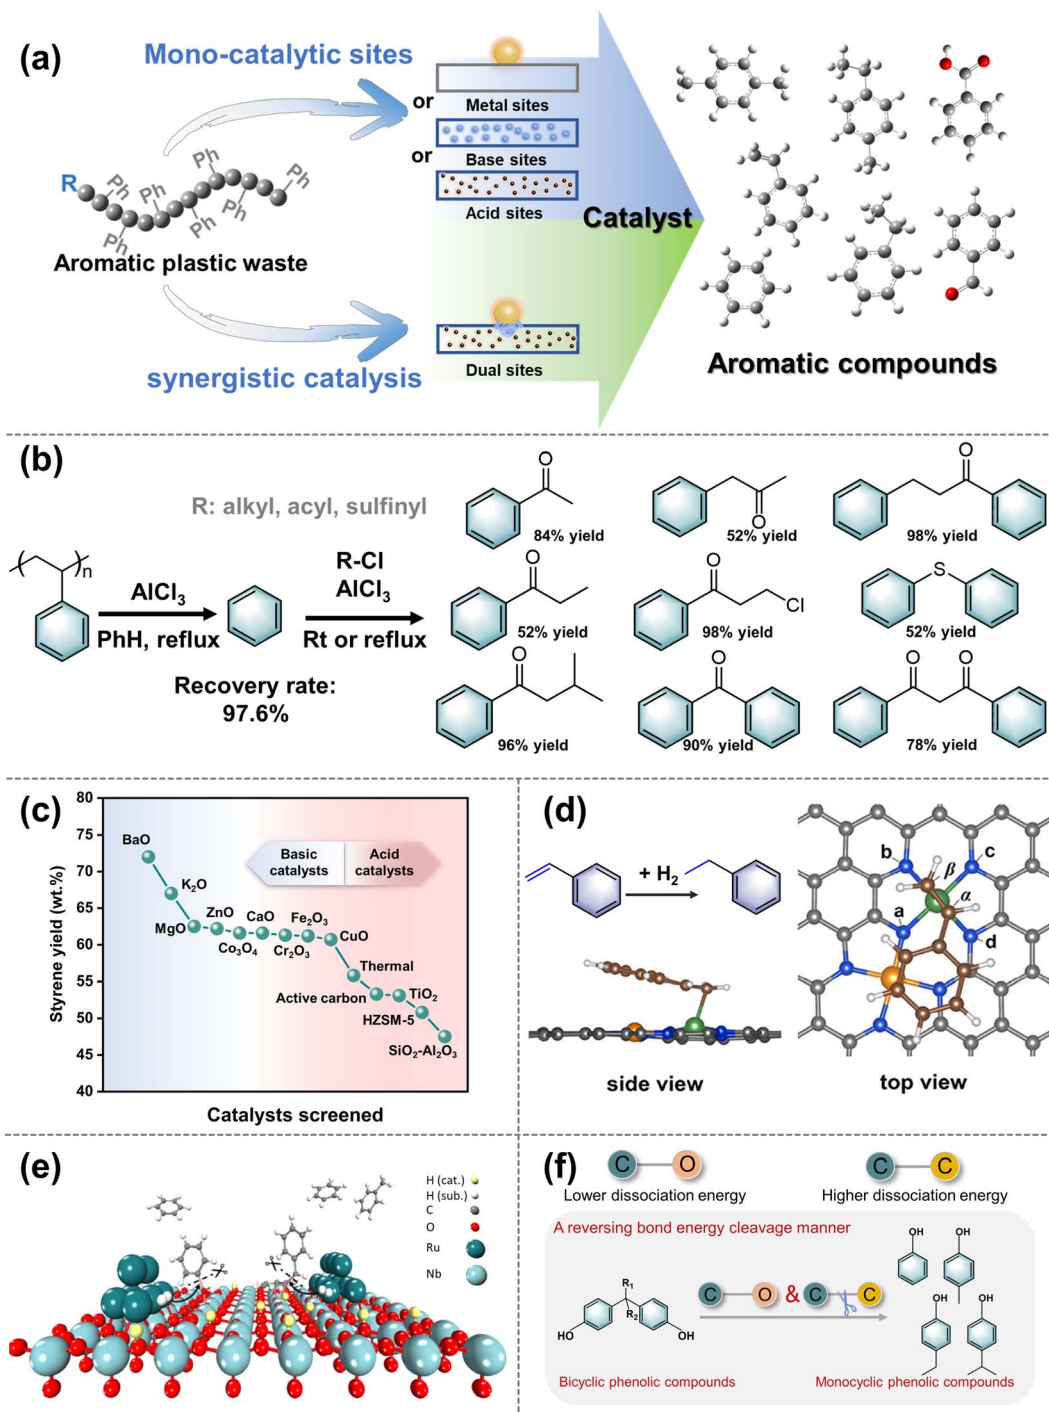 (a)
Mono-catalytic sites
or
Metal sites
or
Base sites
Acid sites
R
Ph
Ph
Ph
Ph
Ph
Ph
Ph
Aromatic plastic waste
Catalyst
synergistic catalysis
Dual sites
Aromatic compounds
(b)
R: alkyl, acyl, sulfinyl
n
AlCl₃
PhH, reflux
R-Cl
AlCl₃
Rt or reflux
Recovery rate:
97.6%
O
84% yield
O
52% yield
O
98% yield
O
52% yield
O
Cl
98% yield
S
52% yield
O
96% yield
O
90% yield
O
O
78% yield
(c)
Styrene yield (wt.%)
80
75
70
65
60
55
50
45
40
BaO
K₂O
MgO
ZnO
Co₃O₄
CaO
Cr₂O₃
Fe₂O₃
CuO
Thermal
Active carbon
TiO₂
HZSM-5
SiO₂-Al₂O₃
Basic
catalysts
Acid
catalysts
Catalysts screened
(d)
+ H₂
side view
b
c
β
α
a
d
top view
(e)
H (cat.)
H (sub.)
C
O
Ru
Nb
(f)
C
O
Lower dissociation energy
C
C
Higher dissociation energy
A reversing bond energy cleavage manner
R₁
R₂
HO
OH
C
O
&
C
C
OH
OH
OH
OH
Bicyclic phenolic compounds
Monocyclic phenolic compounds